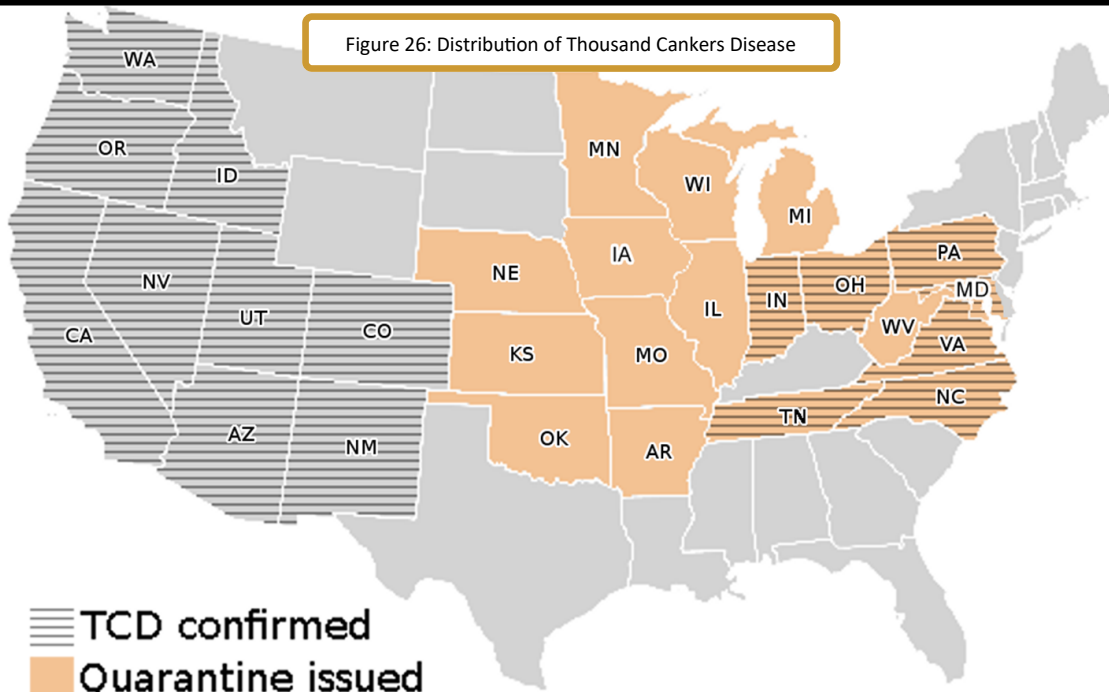 Figure 26: Distribution of Thousand Cankers Disease
WA
OR
ID
MN
WI
MI
NV
NE
IA
PA
CA
UT
CO
KS
MO
IL
IN
OH
MD
WV
VA
AZ
NM
OK
AR
TN
NC
TCD confirmed
Quarantine issued